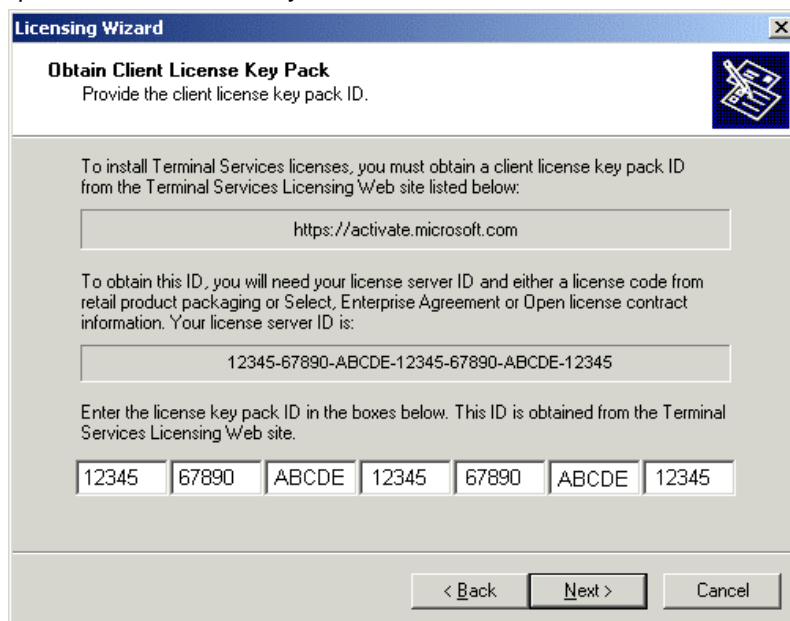 Licensing Wizard
Obtain Client License Key Pack
Provide the client license key pack ID.
To install Terminal Services licenses, you must obtain a client license key pack ID
from the Terminal Services Licensing Web site listed below:
https://activate.microsoft.com
To obtain this ID, you will need your license server ID and either a license code from
retail product packaging or Select, Enterprise Agreement or Open license contract
information. Your license server ID is:
12345-67890-ABCDE-12345-67890-ABCDE-12345
Enter the license key pack ID in the boxes below. This ID is obtained from the Terminal
Services Licensing Web site.
12345 67890 ABCDE 12345 67890 ABCDE 12345
< Back Next > Cancel